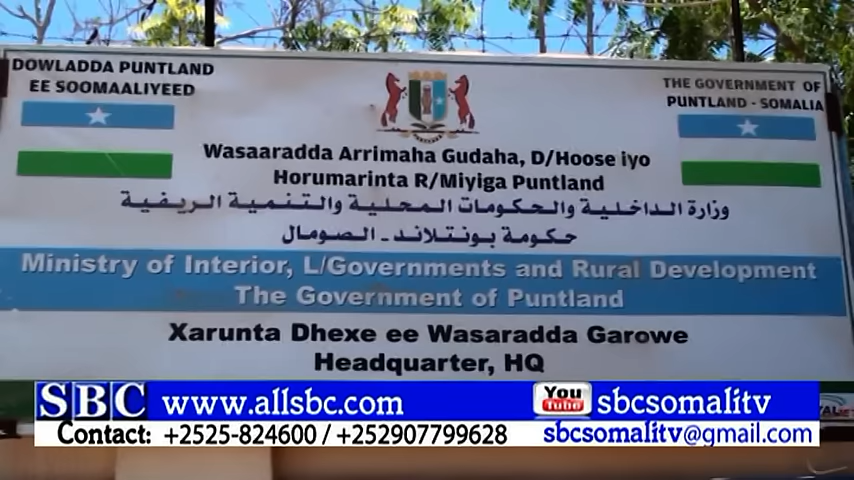 DOWLADDA PUNTLAND
EE SOOMAALIYEED
THE GOVERNMENT OF
PUNTLAND - SOMALIA
Wasaaradda Arrimaha Gudaha, D/Hoose iyo
Horumarinta R/Miyiga Puntland
وزارة الداخلية والحكومات المحلية والتنمية الريفية
حكومة بونتلاند - الصومال
Ministry of Interior, L/Governments and Rural Development
The Government of Puntland
Xarunta Dhexe ee Wasaradda Garowe
Headquarter, HQ
SBC www.allsbc.com You Tube sbcsomalitv
Contact: +2525-824600 / +252907799628 sbcsomalitv@gmail.com